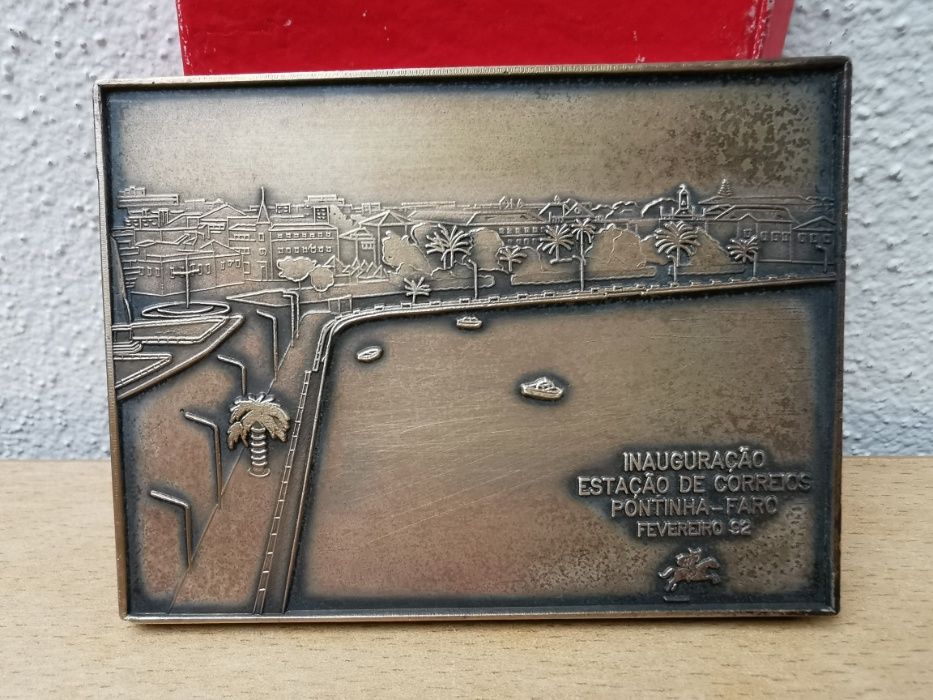 INAUGURAÇÃO
ESTAÇÃO DE CORREIOS
PONTINHA-FARO
FEVEREIRO 92